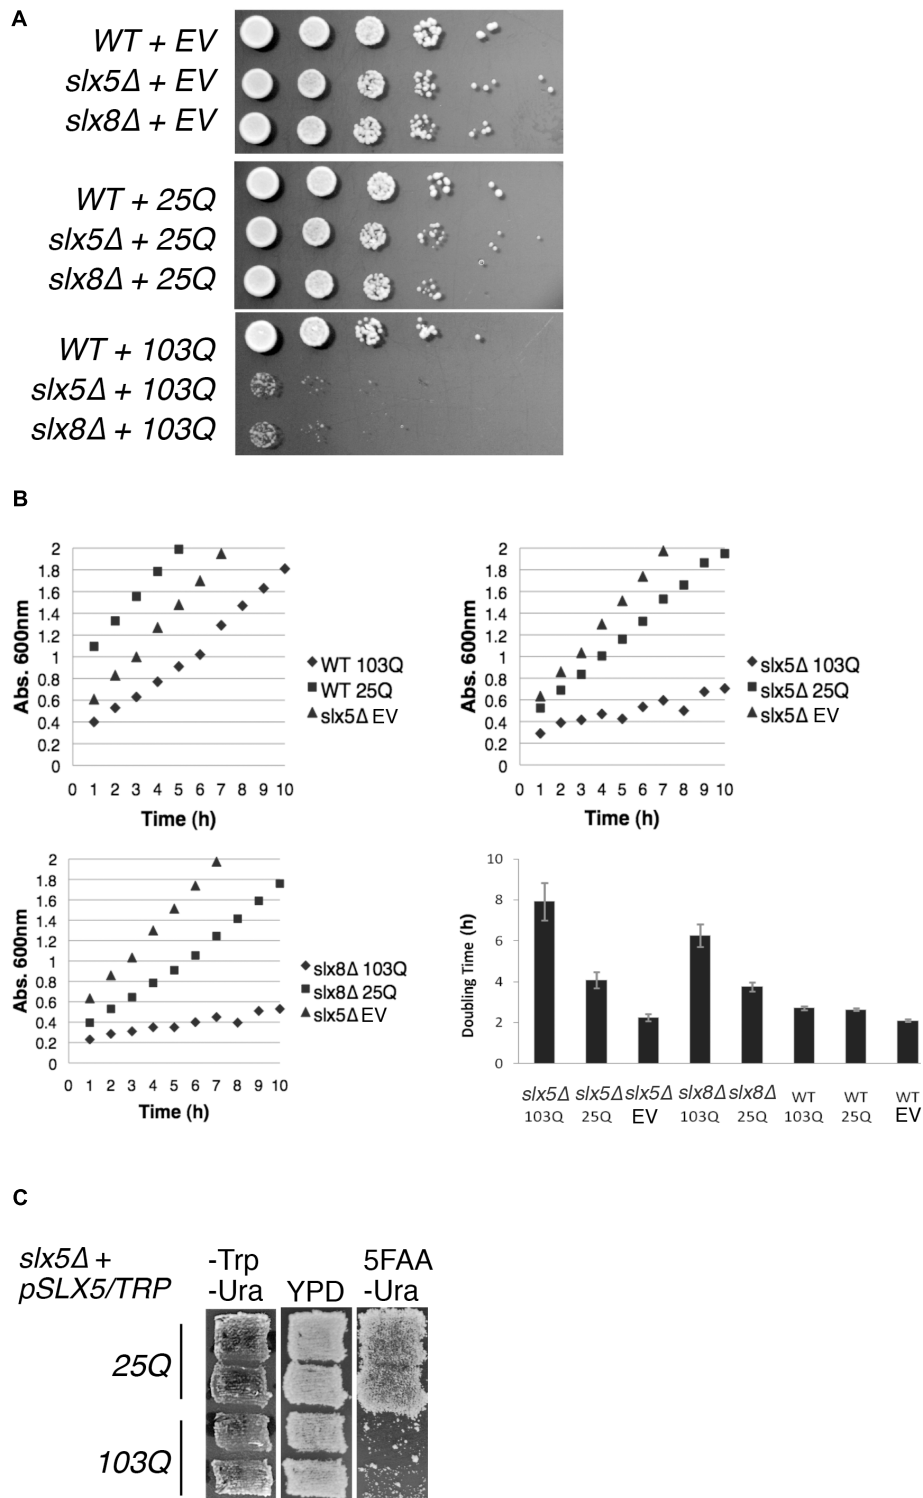 A
WT + EV
slx5Δ + EV
slx8Δ + EV
WT + 25Q
slx5Δ + 25Q
slx8Δ + 25Q
WT + 103Q
slx5Δ + 103Q
slx8Δ + 103Q
B
Abs. 600nm
2
1.8
1.6
1.4
1.2
1
0.8
0.6
0.4
0.2
0
0 1 2 3 4 5 6 7 8 9 10
Time (h)
WT 103Q
WT 25Q
slx5Δ EV
Abs. 600nm
2
1.8
1.6
1.4
1.2
1
0.8
0.6
0.4
0.2
0
0 1 2 3 4 5 6 7 8 9 10
Time (h)
slx5Δ 103Q
slx5Δ 25Q
slx5Δ EV
Abs. 600nm
2
1.8
1.6
1.4
1.2
1
0.8
0.6
0.4
0.2
0
0 1 2 3 4 5 6 7 8 9 10
Time (h)
slx8Δ 103Q
slx8Δ 25Q
slx5Δ EV
Doubling Time (h)
10
8
6
4
2
0
slx5Δ slx5Δ slx5Δ slx8Δ slx8Δ WT WT WT
103Q 25Q EV 103Q 25Q 103Q 25Q EV
C
slx5Δ +
pSLX5/TRP
-Trp
-Ura
YPD
5FAA
-Ura
25Q
103Q